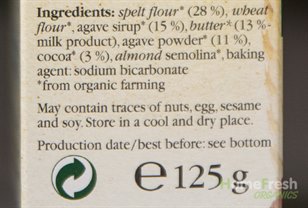 Ingredients: spelt flour* (28 %), wheat
flour*, agave sirup* (15 %), butter* (13 %-
milk product), agave powder* (11 %),
cocoa* (3 %), almond semolina*, baking
agent: sodium bicarbonate
*from organic farming
May contain traces of nuts, egg, sesame
and soy. Store in a cool and dry place.
Production date/best before: see bottom
℮ 125 g
HomeFresh
ORGANICS